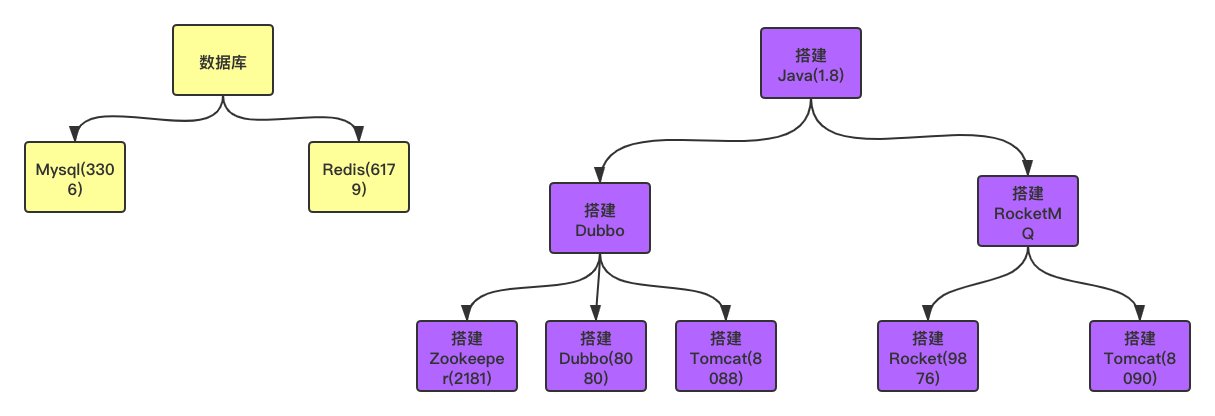 数据库
搭建
Java(1.8)
Mysql(330
6)
Redis(617
9)
搭建
Dubbo
搭建
RocketM
Q
搭建
Zookeepe
r(2181)
搭建
Dubbo(80
80)
搭建
Tomcat(8
088)
搭建
Rocket(98
76)
搭建
Tomcat(8
090)